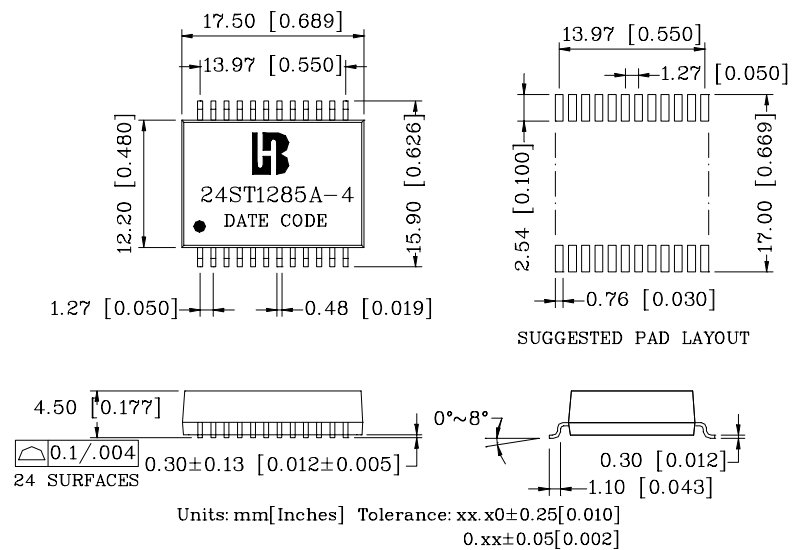 17.50 [0.689]
13.97 [0.550]
12.20 [0.480]
HB
24ST1285A-4
DATE CODE
15.90 [0.626]
1.27 [0.050]
0.48 [0.019]
13.97 [0.550]
1.27 [0.050]
2.54 [0.100]
17.00 [0.669]
0.76 [0.030]
SUGGESTED PAD LAYOUT
4.50 [0.177]
0.1/.004
24 SURFACES
0.30±0.13 [0.012±0.005]
0°~8°
0.30 [0.012]
1.10 [0.043]
Units: mm[Inches] Tolerance: xx.x0±0.25[0.010]
0.xx±0.05[0.002]